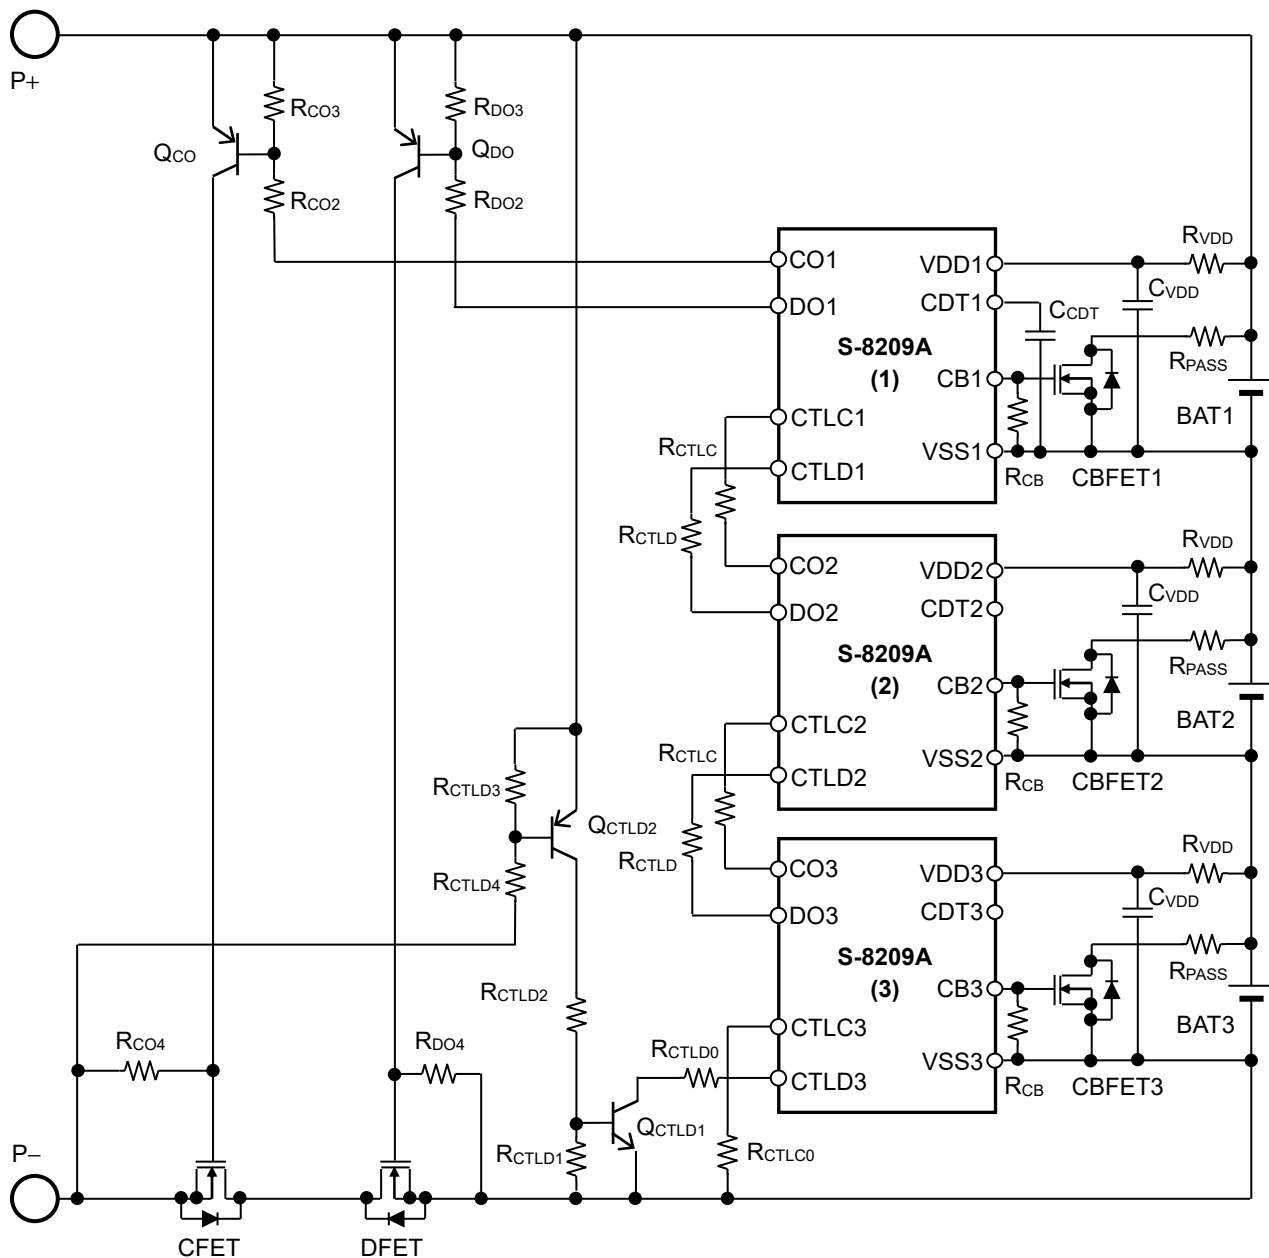 P+
RCO3
RDO3
QCO
QDO
RCO2
RDO2
RVDD
CO1
VDD1
CVDD
DO1
CDT1
CCDT
S-8209A
(1)
RPASS
CB1
BAT1
CTLC1
RCTLC
VSS1
CTLD1
RCB
CBFET1
RCTLD
RVDD
CO2
VDD2
CVDD
DO2
CDT2
S-8209A
(2)
RPASS
CB2
BAT2
CTLC2
RCTLC
VSS2
CTLD2
RCB
CBFET2
RCTLD3
QCTLD2
RCTLD
RVDD
RCTLD4
CO3
VDD3
CVDD
DO3
CDT3
S-8209A
(3)
RPASS
RCTLD2
CB3
BAT3
CTLC3
RCO4
RDO4
RCTLD0
VSS3
CTLD3
RCB
CBFET3
QCTLD1
P−
RCTLD1
RCTLC0
CFET
DFET